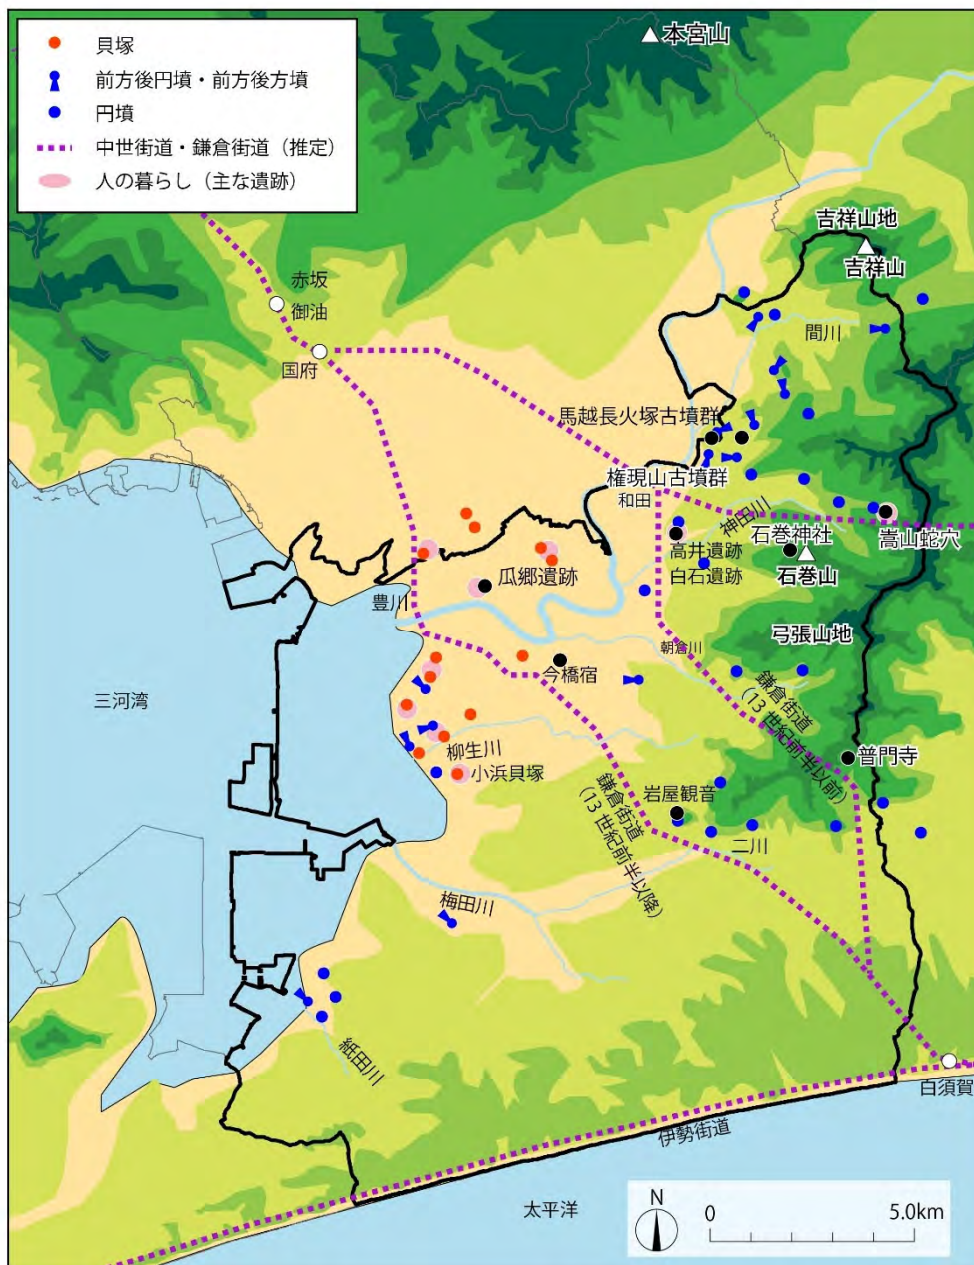 貝塚
前方後円墳・前方後方墳
円墳
中世街道・鎌倉街道（推定）
人の暮らし（主な遺跡）
本宮山
吉祥山地
吉祥山
赤坂
御油
間川
国府
馬越長火塚古墳群
権現山古墳群
和田
神田川
嵩山蛇穴
高井遺跡
石巻神社
白石遺跡
石巻山
瓜郷遺跡
豊川
弓張山地
朝倉川
今橋宿
三河湾
鎌倉街道
（13 世紀前半以前）
普門寺
柳生川
小浜貝塚
岩屋観音
鎌倉街道
（13 世紀前半以降）
二川
梅田川
紙田川
白須賀
伊勢街道
太平洋
N
0
5.0km